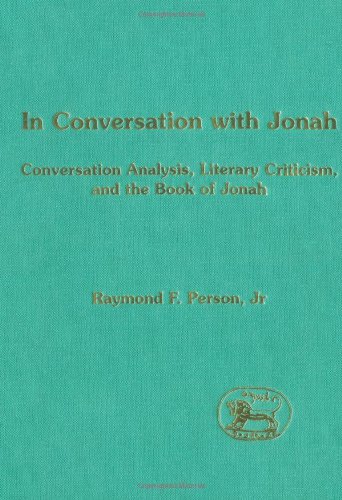 In Conversation with Jonah
Conversation Analysis, Literary Criticism,
and the Book of Jonah
Raymond F. Person, Jr